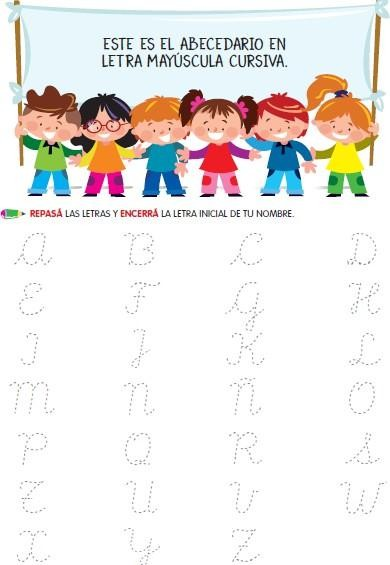 ESTE ES EL ABECEDARIO EN
LETRA MAYÚSCULA CURSIVA.
REPASÁ LAS LETRAS Y ENCERRÁ LA LETRA INICIAL DE TU NOMBRE.
A B C D
E F G H
I J K L
M N Ñ O
P Q R S
T U V W
X Y Z